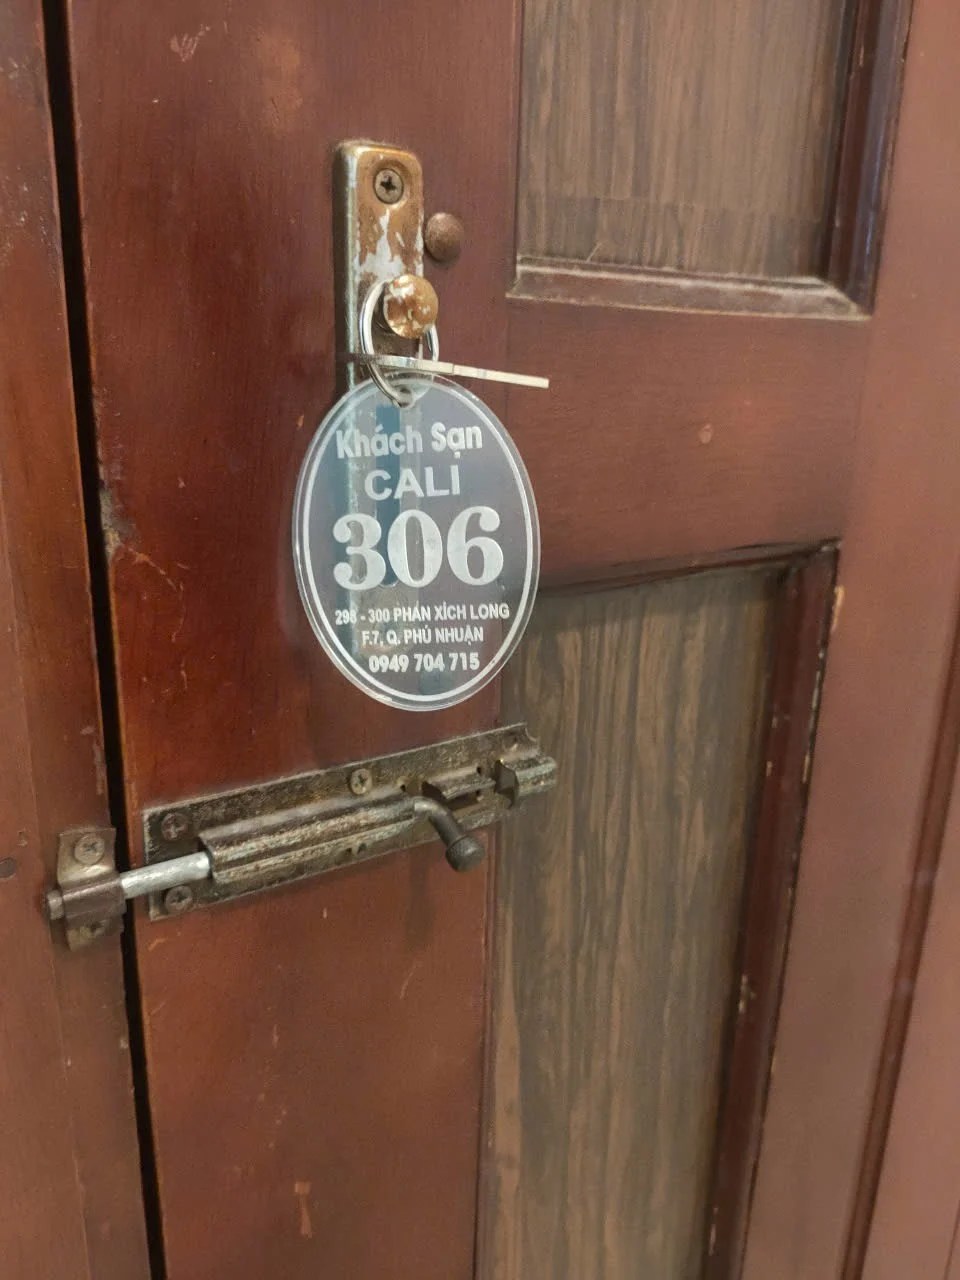 Khách Sạn
CALI
306
298 - 300 PHAN XÍCH LONG
F.7, Q. PHÚ NHUẬN
0949 704 715